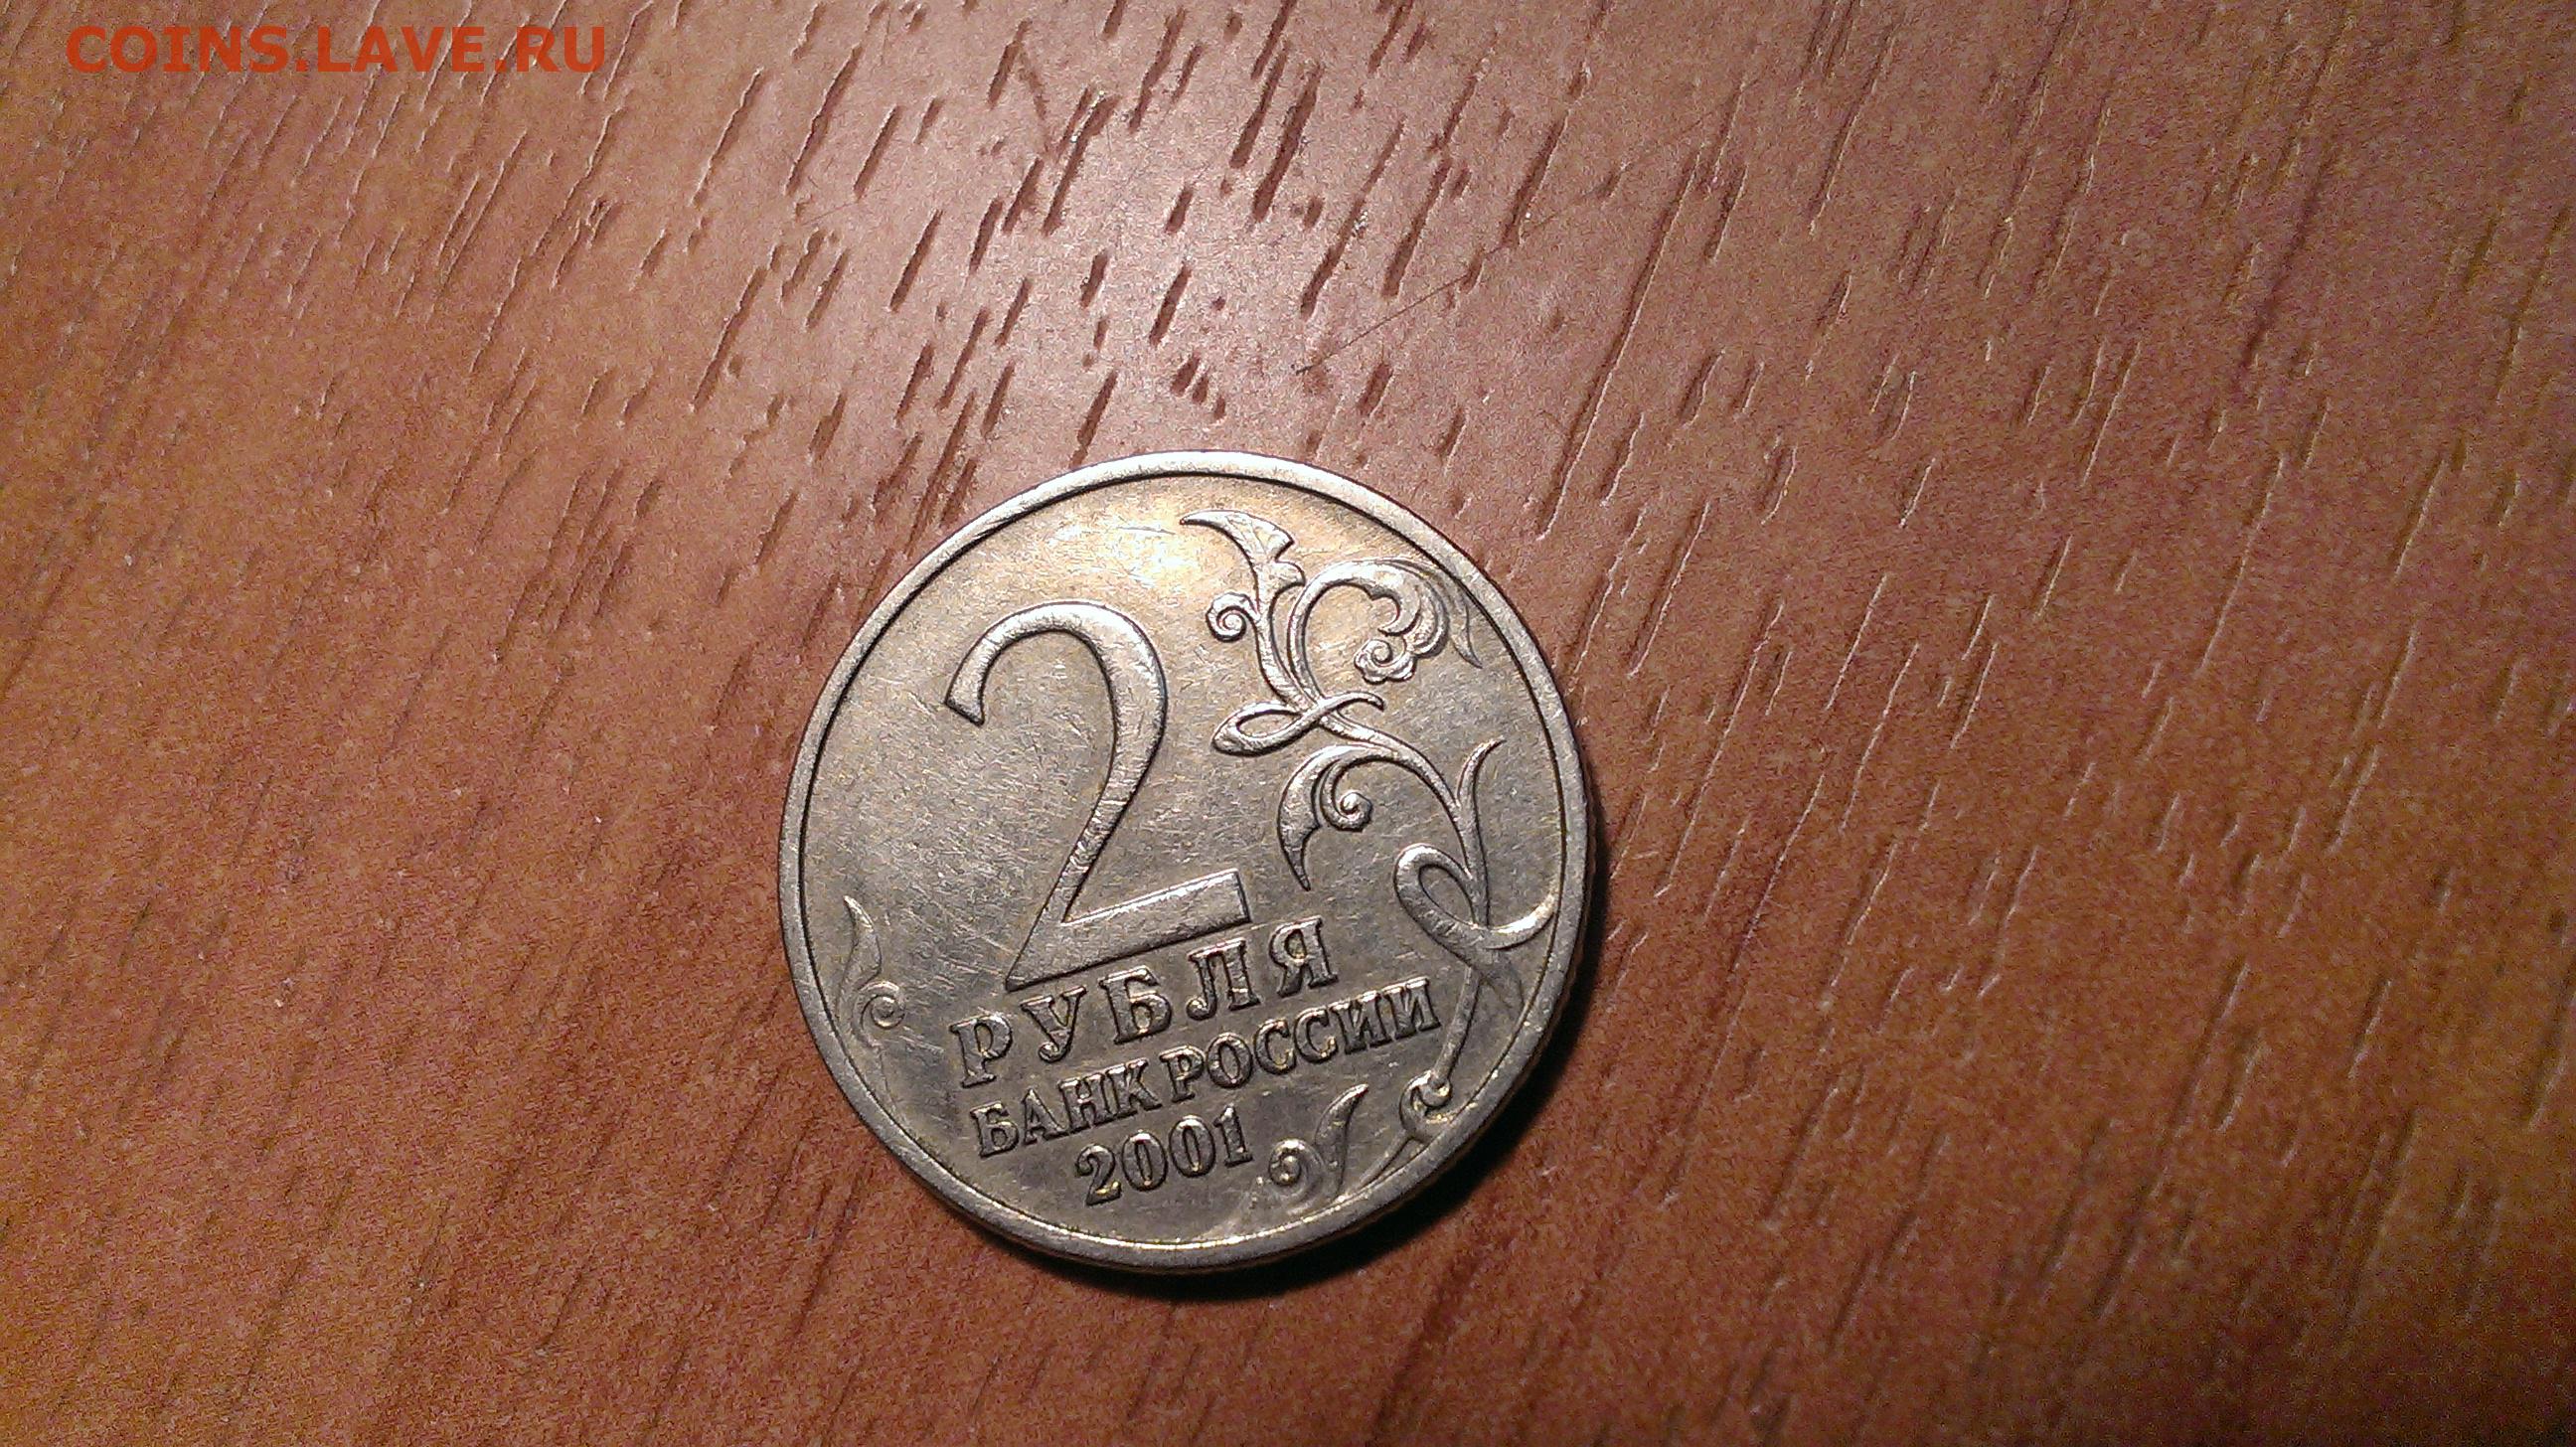 COINS.LAVE.RU
2
РУБЛЯ
БАНК РОССИИ
2001